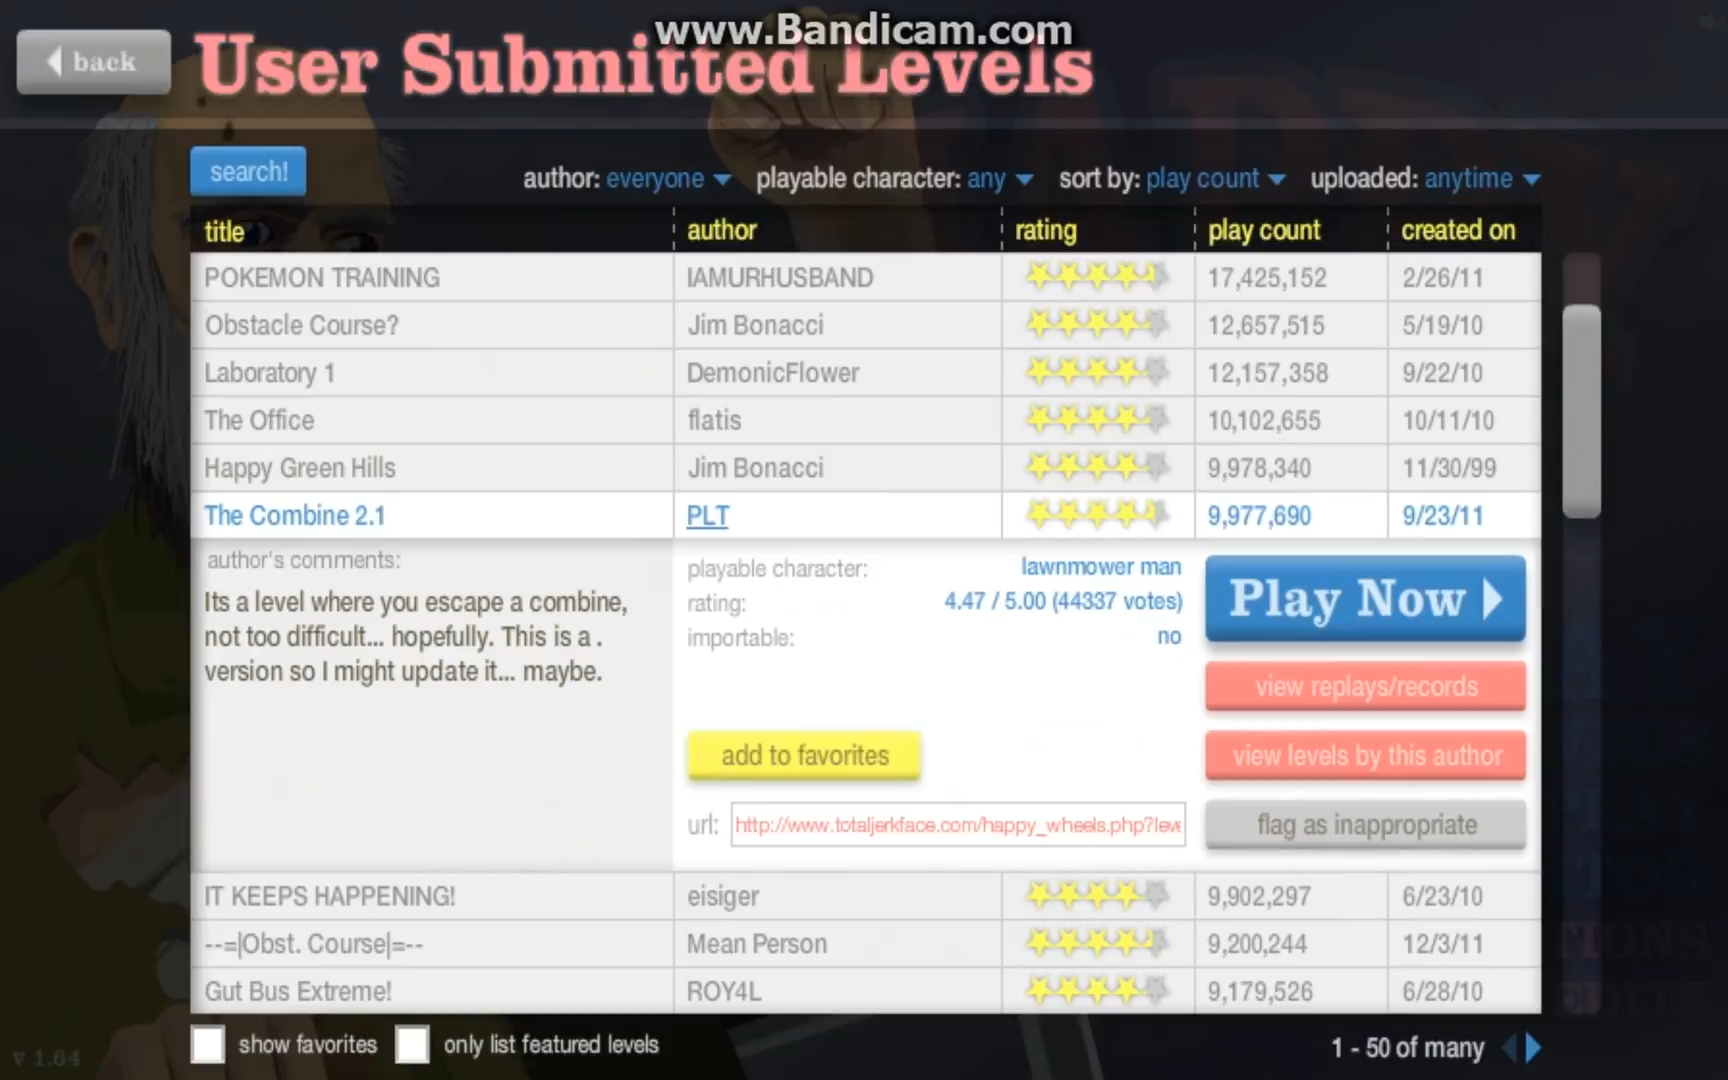 www.Bandicam.com
back
User Submitted Levels
search!
author: everyone playable character: any sort by: play count uploaded: anytime
title author rating play count created on
POKEMON TRAINING IAMURHUSBAND 17,425,152 2/26/11
Obstacle Course? Jim Bonacci 12,657,515 5/19/10
Laboratory 1 DemonicFlower 12,157,358 9/22/10
The Office flatis 10,102,655 10/11/10
Happy Green Hills Jim Bonacci 9,978,340 11/30/99
The Combine 2.1 PLT 9,977,690 9/23/11
author's comments:
Its a level where you escape a combine,
not too difficult... hopefully. This is a .
version so I might update it... maybe.
playable character: lawnmower man
rating: 4.47 / 5.00 (44337 votes)
importable: no
add to favorites
url: http://www.totaljerkface.com/happy_wheels.php?leve
Play Now
view replays/records
view levels by this author
flag as inappropriate
IT KEEPS HAPPENING! eisiger 9,902,297 6/23/10
--=|Obst. Course|=-- Mean Person 9,200,244 12/3/11
Gut Bus Extreme! ROY4L 9,179,526 6/28/10
show favorites only list featured levels
1 - 50 of many
v 1.64